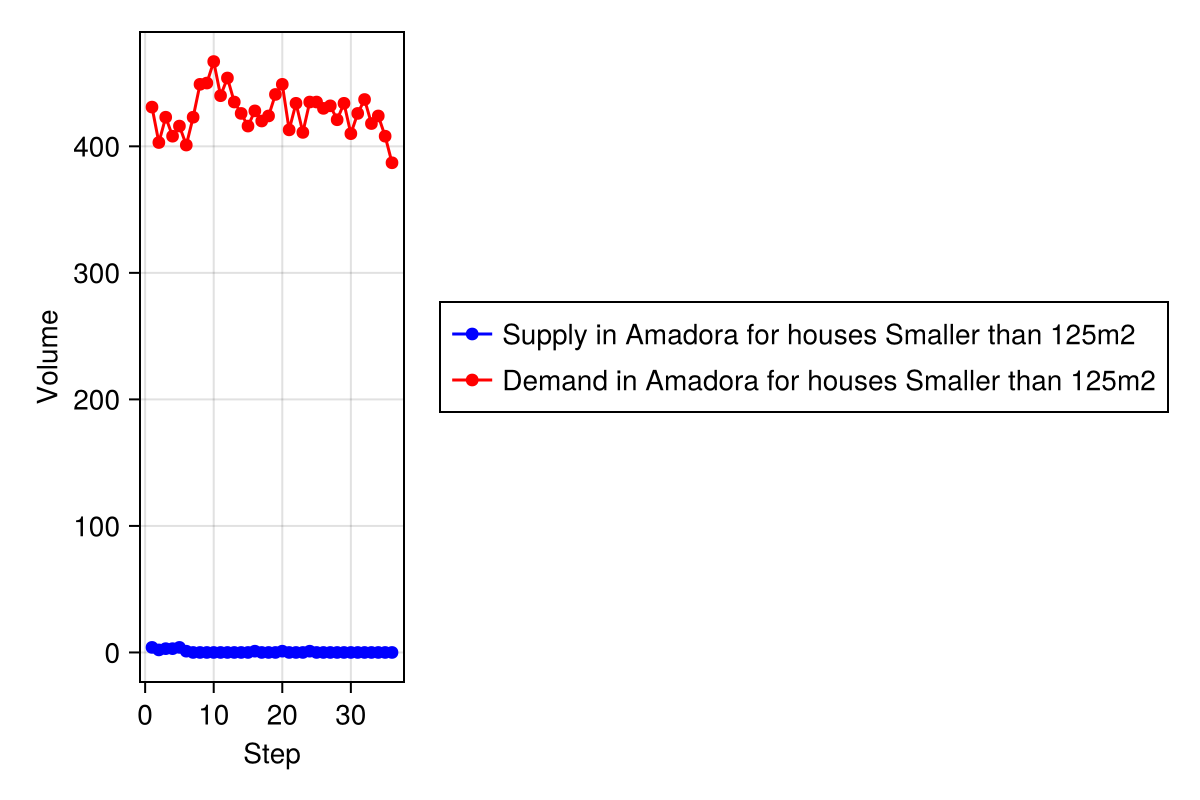 400
300
200
100
0
Volume
0 10 20 30
Step
Supply in Amadora for houses Smaller than 125m2
Demand in Amadora for houses Smaller than 125m2